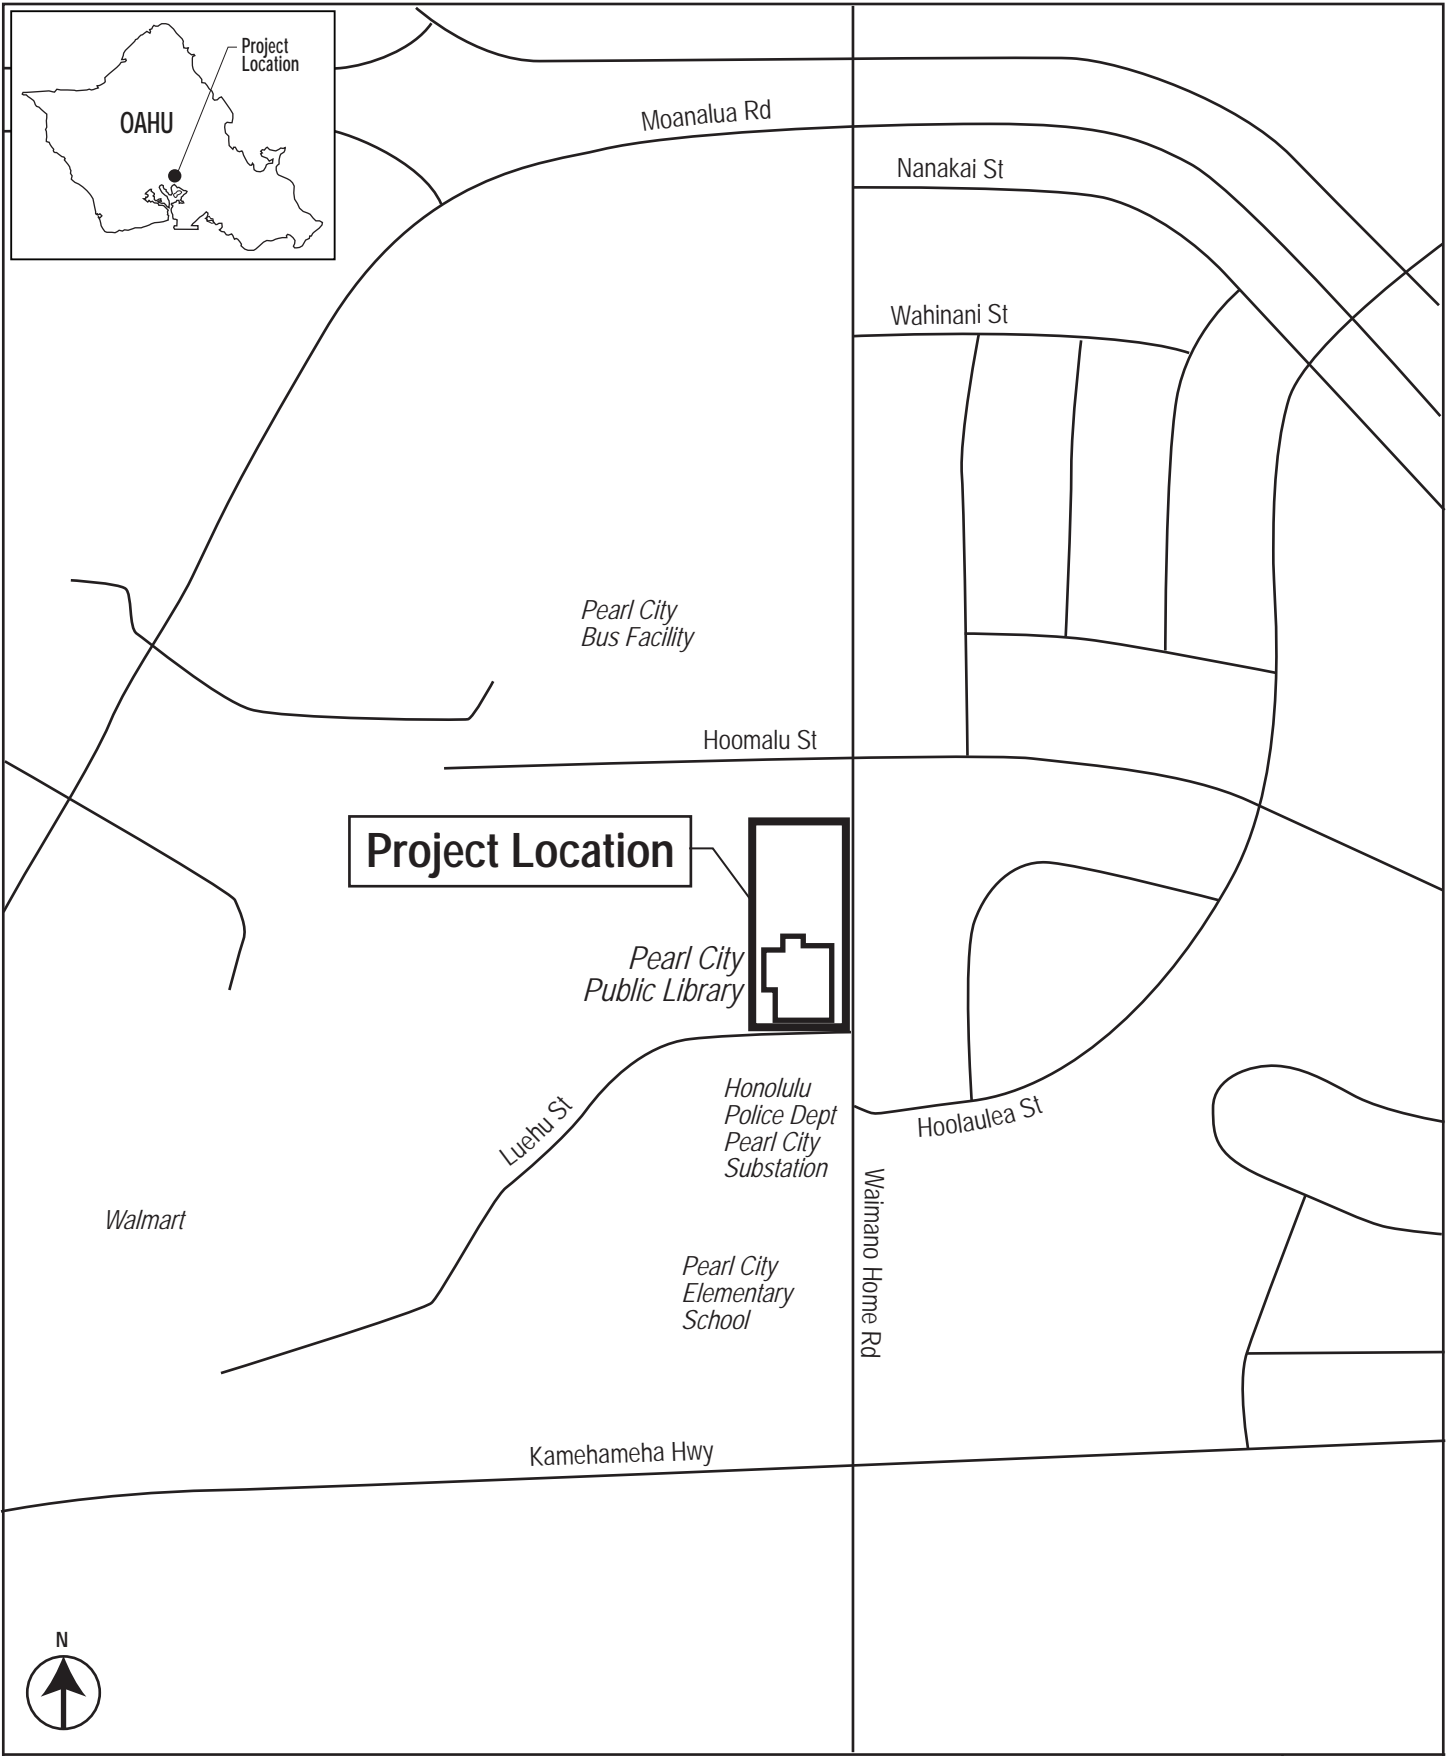 Project
Location
OAHU
Moanalua Rd
Nanakai St
Wahinani St
Pearl City
Bus Facility
Hoomalu St
Project Location
Pearl City
Public Library
Honolulu
Police Dept
Pearl City
Substation
Hoolaulea St
Luehu St
Waimano Home Rd
Walmart
Pearl City
Elementary
School
Kamehameha Hwy
N